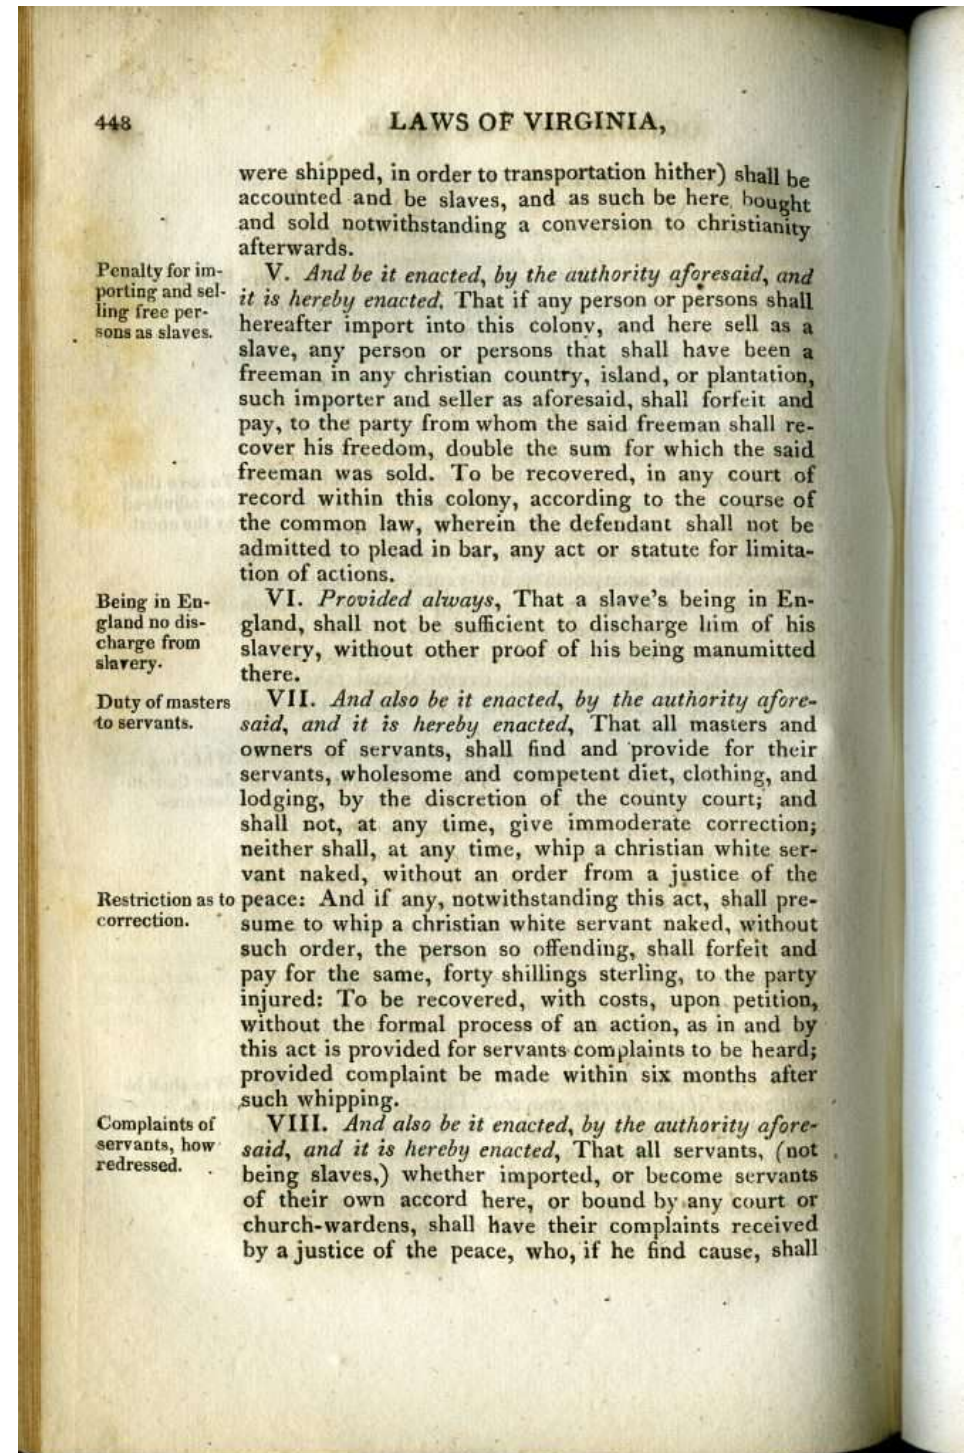 448
LAWS OF VIRGINIA,
were shipped, in order to transportation hither) shall be
accounted and be slaves, and as such be here bought
and sold notwithstanding a conversion to christianity
afterwards.
Penalty for im-
porting and sel-
ling free per-
sons as slaves.
V. And be it enacted, by the authority aforesaid, and
it is hereby enacted, That if any person or persons shall
hereafter import into this colony, and here sell as a
slave, any person or persons that shall have been a
freeman in any christian country, island, or plantation,
such importer and seller as aforesaid, shall forfeit and
pay, to the party from whom the said freeman shall re-
cover his freedom, double the sum for which the said
freeman was sold. To be recovered, in any court of
record within this colony, according to the course of
the common law, wherein the defendant shall not be
admitted to plead in bar, any act or statute for limita-
tion of actions.
Being in En-
gland no dis-
charge from
slavery.
VI. Provided always, That a slave's being in En-
gland, shall not be sufficient to discharge him of his
slavery, without other proof of his being manumitted
there.
Duty of masters
to servants.
VII. And also be it enacted, by the authority afore-
said, and it is hereby enacted, That all masters and
owners of servants, shall find and provide for their
servants, wholesome and competent diet, clothing, and
lodging, by the discretion of the county court; and
shall not, at any time, give immoderate correction;
neither shall, at any time, whip a christian white ser-
vant naked, without an order from a justice of the
Restriction as to
correction.
peace: And if any, notwithstanding this act, shall pre-
sume to whip a christian white servant naked, without
such order, the person so offending, shall forfeit and
pay for the same, forty shillings sterling, to the party
injured: To be recovered, with costs, upon petition,
without the formal process of an action, as in and by
this act is provided for servants complaints to be heard;
provided complaint be made within six months after
such whipping.
Complaints of
servants, how
redressed.
VIII. And also be it enacted, by the authority afore-
said, and it is hereby enacted, That all servants, (not
being slaves,) whether imported, or become servants
of their own accord here, or bound by any court or
church-wardens, shall have their complaints received
by a justice of the peace, who, if he find cause, shall